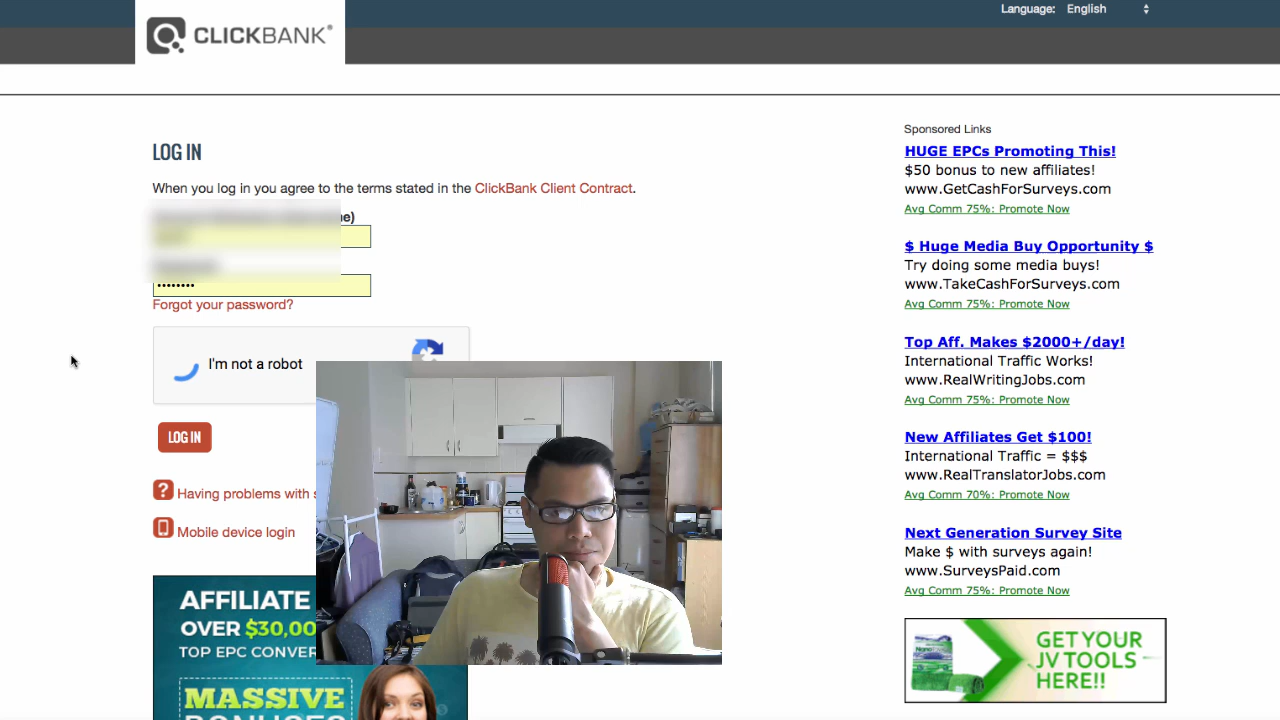 Language: English
CLICKBANK®
LOG IN
When you log in you agree to the terms stated in the ClickBank Client Contract.
••••••••
Forgot your password?
I'm not a robot
LOG IN
? Having problems with
Mobile device login
AFFILIATE
OVER $30,00
TOP EPC CONVER
MASSIVE
Sponsored Links
HUGE EPCs Promoting This!
$50 bonus to new affiliates!
www.GetCashForSurveys.com
Avg Comm 75%: Promote Now
$ Huge Media Buy Opportunity $
Try doing some media buys!
www.TakeCashForSurveys.com
Avg Comm 75%: Promote Now
Top Aff. Makes $2000+/day!
International Traffic Works!
www.RealWritingJobs.com
Avg Comm 75%: Promote Now
New Affiliates Get $100!
International Traffic = $$$
www.RealTranslatorJobs.com
Avg Comm 70%: Promote Now
Next Generation Survey Site
Make $ with surveys again!
www.SurveysPaid.com
Avg Comm 75%: Promote Now
GET YOUR
JV TOOLS
HERE!!